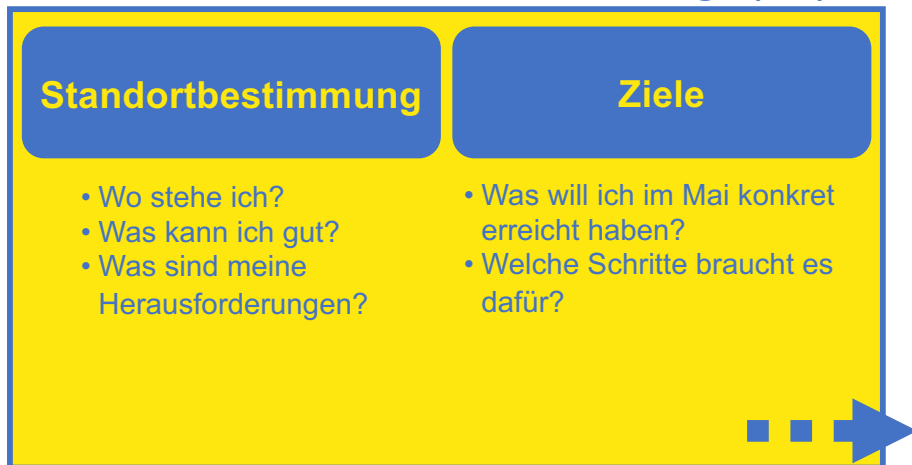 Standortbestimmung
• Wo stehe ich?
• Was kann ich gut?
• Was sind meine
Herausforderungen?
Ziele
• Was will ich im Mai konkret
erreicht haben?
• Welche Schritte braucht es
dafür?